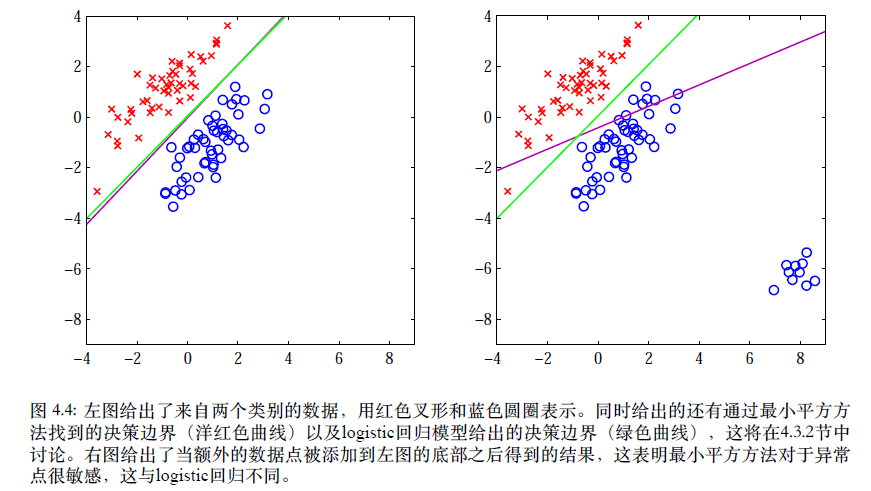 4
2
0
−2
−4
−6
−8
−4 −2 0 2 4 6 8
4
2
0
−2
−4
−6
−8
−4 −2 0 2 4 6 8
图 4.4: 左图给出了来自两个类别的数据，用红色叉形和蓝色圆圈表示。同时给出的还有通过最小平方方
法找到的决策边界（洋红色曲线）以及logistic回归模型给出的决策边界（绿色曲线），这将在4.3.2节中
讨论。右图给出了当额外的数据点被添加到左图的底部之后得到的结果，这表明最小平方方法对于异常
点很敏感，这与logistic回归不同。